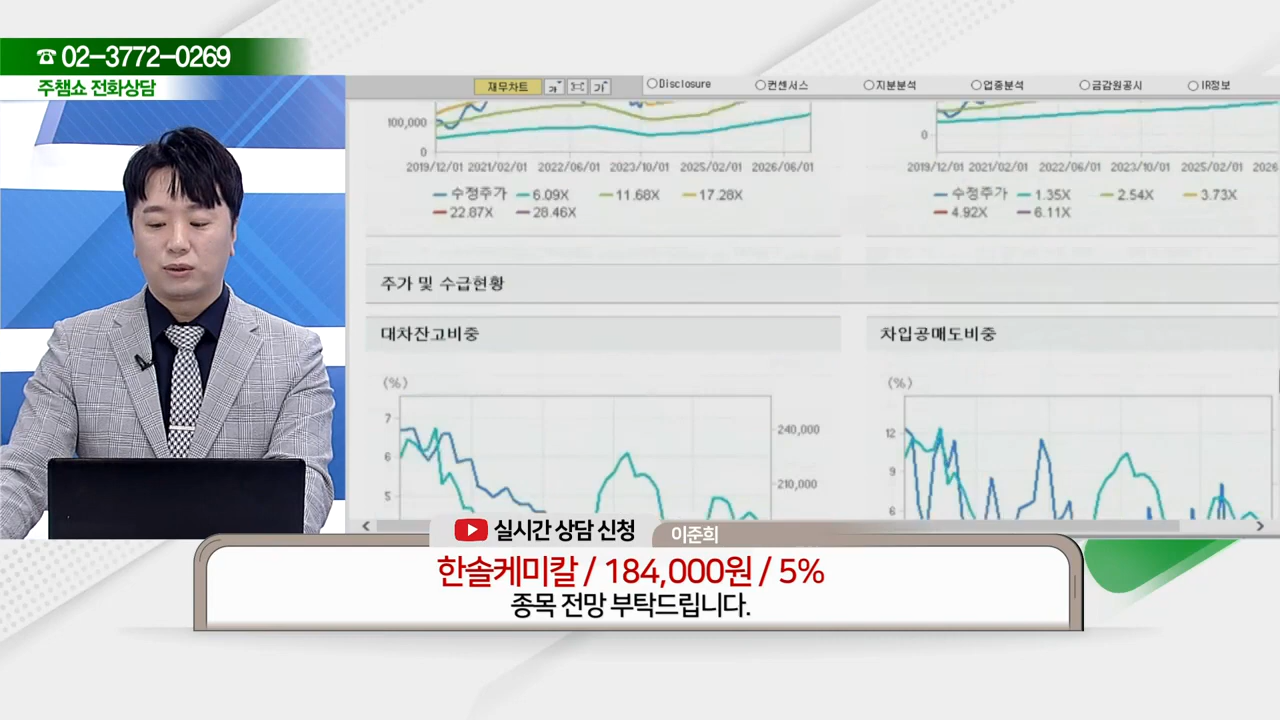 ☎ 02-3772-0269
주챔쇼 전화상담
재무차트 가 가 Disclosure 컨센서스 지분분석 업종분석 금감원공시 IR정보
100,000
0
2019/12/01 2021/02/01 2022/06/01 2023/10/01 2025/02/01 2026/06/01
수정주가 6.09X 11.68X 17.28X
22.87X 28.46X
0
2019/12/01 2021/02/01 2022/06/01 2023/10/01 2025/02/01 2026
수정주가 1.35X 2.54X 3.73X
4.92X 6.11X
주가 및 수급현황
대차잔고비중
(%)
7
6
5
240,000
210,000
차입공매도비중
(%)
12
9
6
실시간 상담 신청 이준희
한솔케미칼 / 184,000원 / 5%
종목 전망 부탁드립니다.